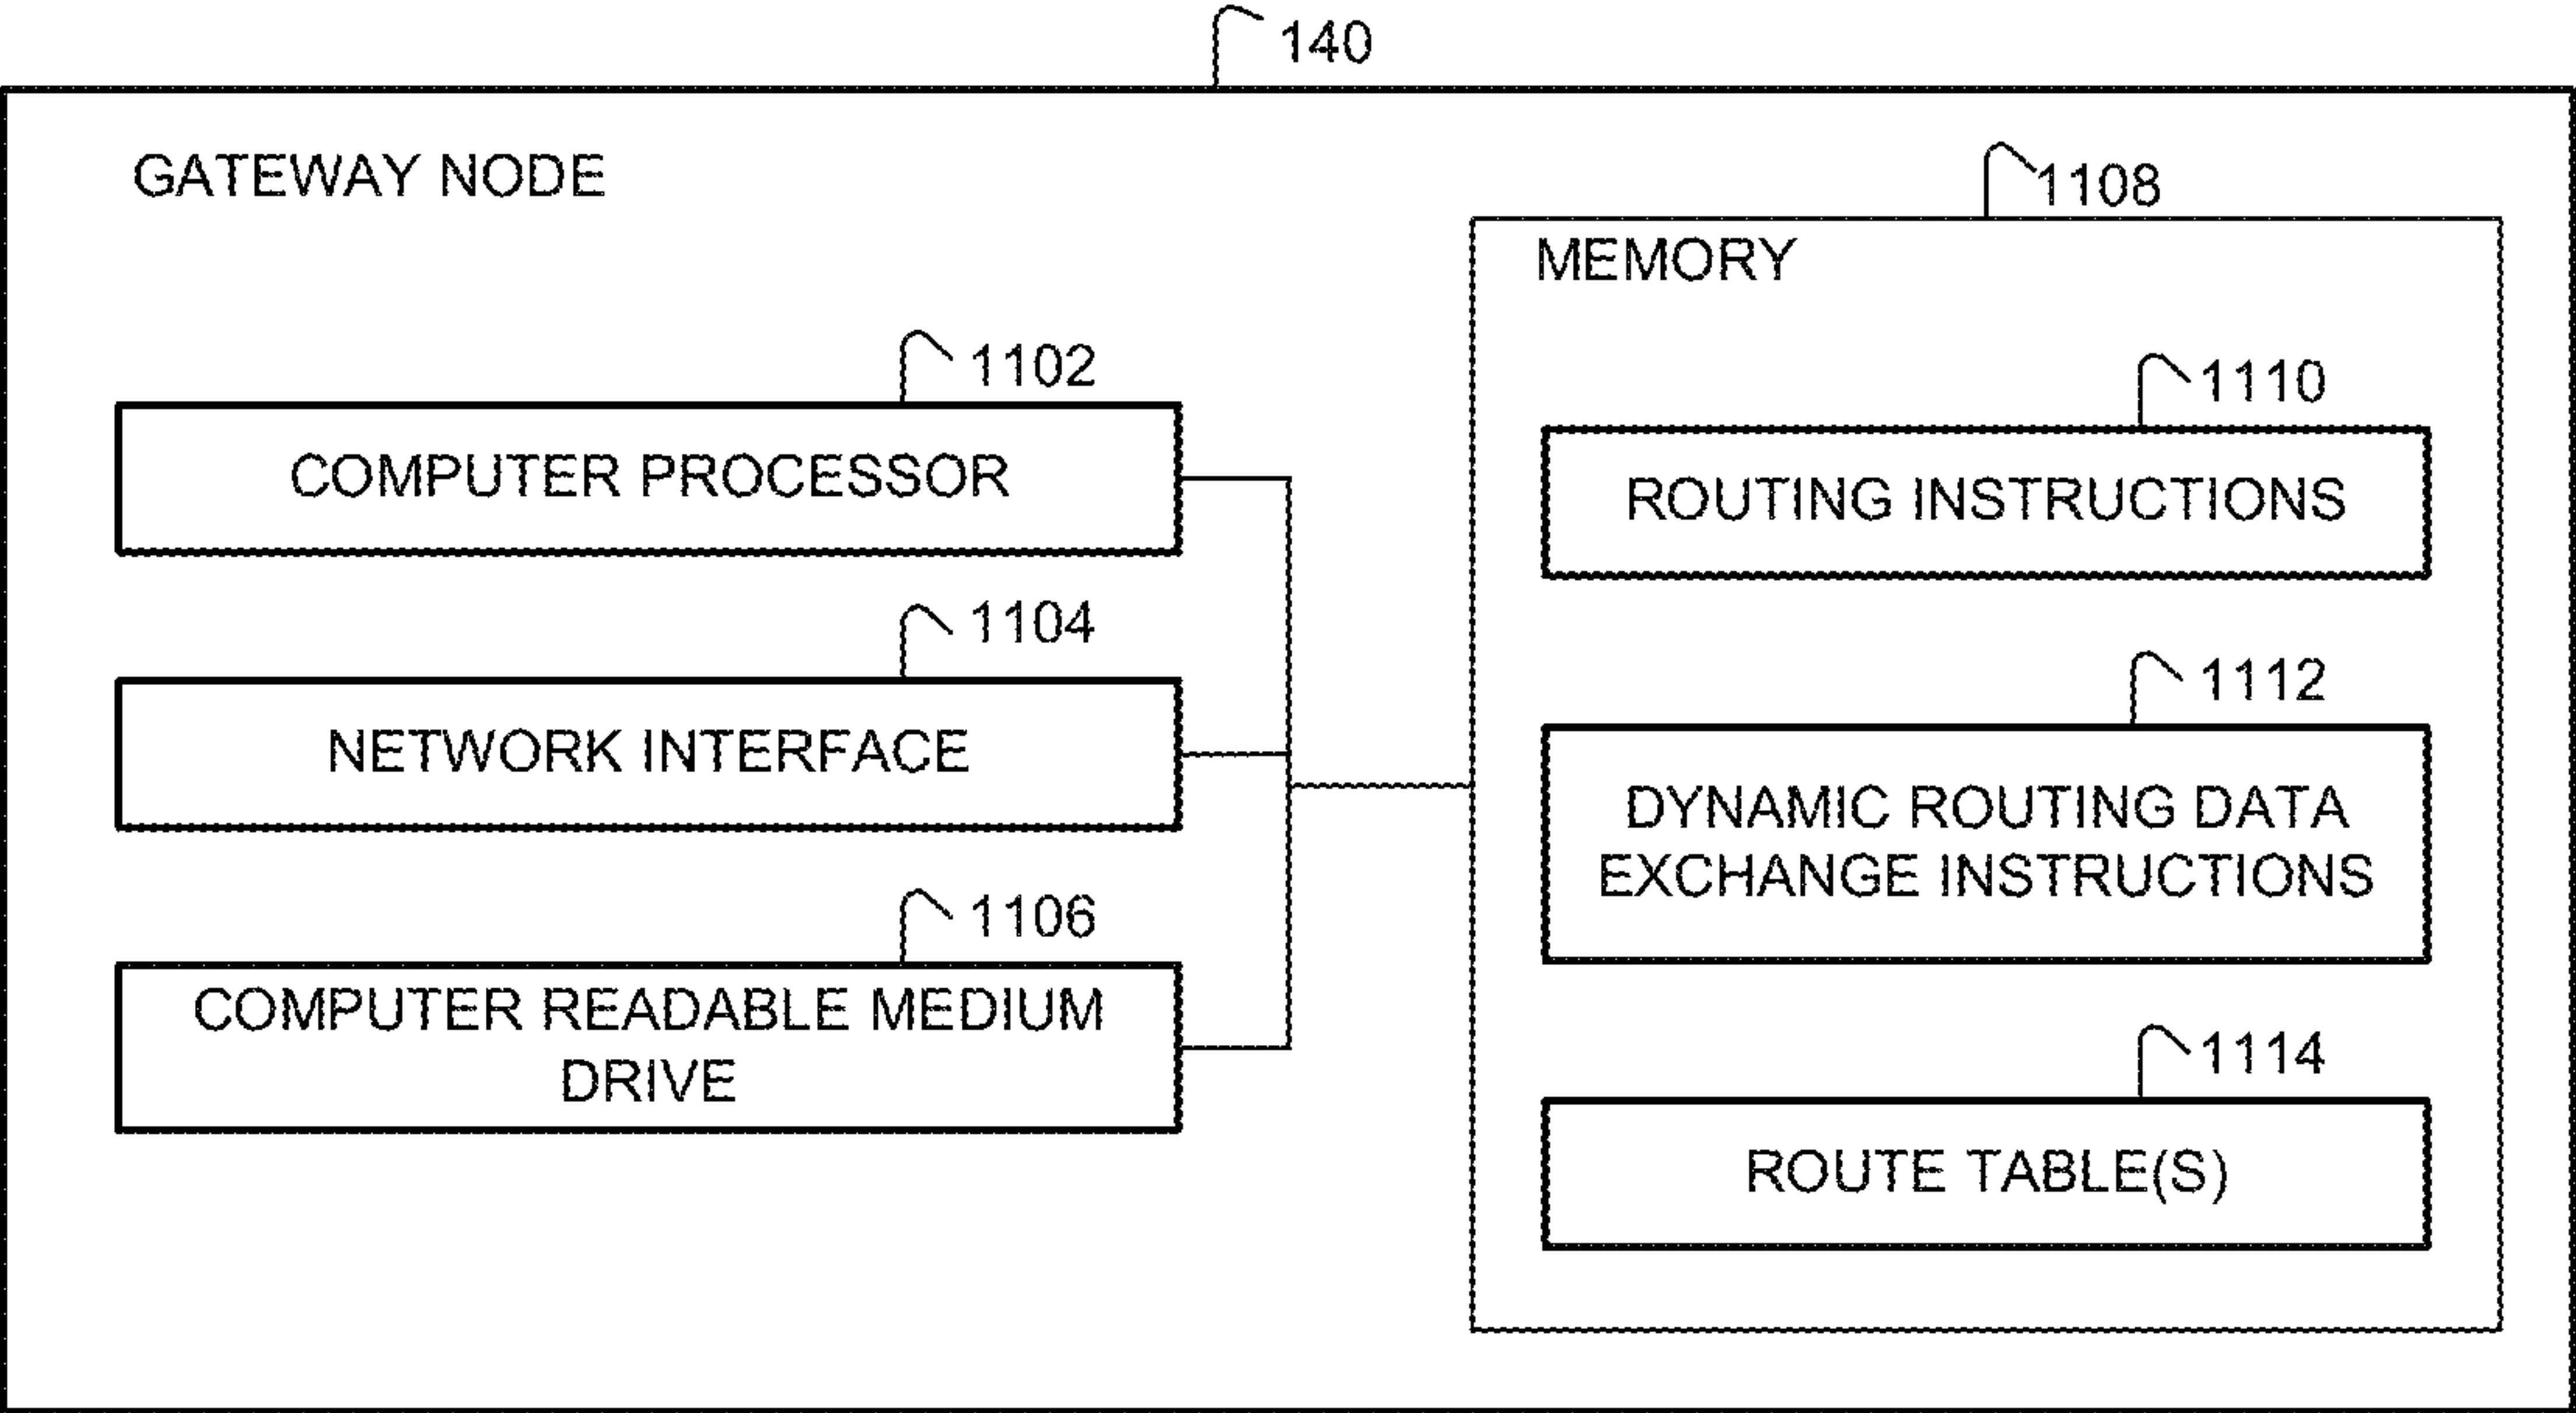 140
GATEWAY NODE
1108
MEMORY
1102
COMPUTER PROCESSOR
1104
NETWORK INTERFACE
1106
COMPUTER READABLE MEDIUM
DRIVE
1110
ROUTING INSTRUCTIONS
1112
DYNAMIC ROUTING DATA
EXCHANGE INSTRUCTIONS
1114
ROUTE TABLE(S)